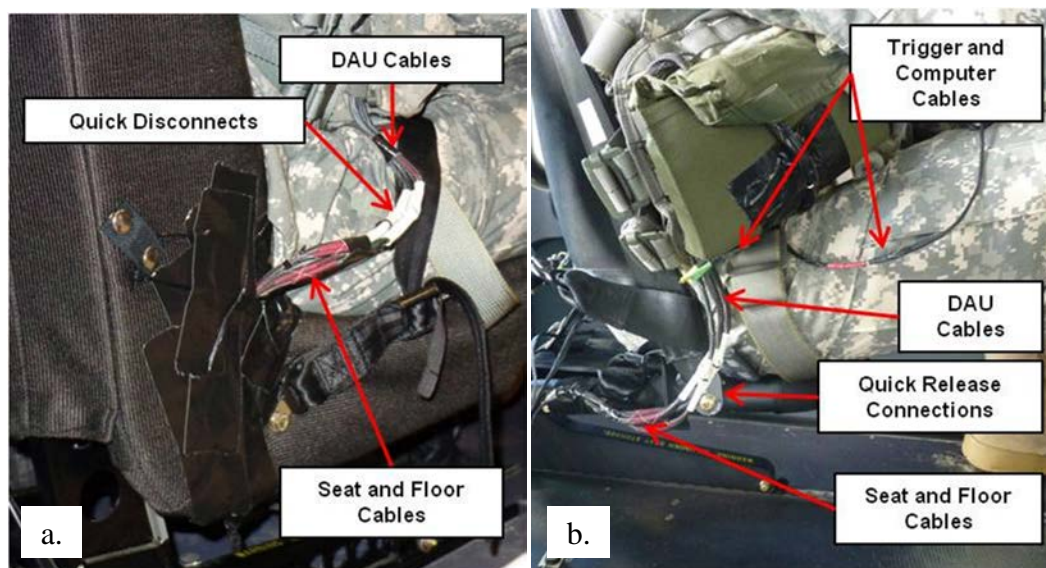 DAU Cables
Quick Disconnects
Seat and Floor
Cables
a.
Trigger and
Computer
Cables
DAU
Cables
Quick Release
Connections
Seat and Floor
Cables
b.